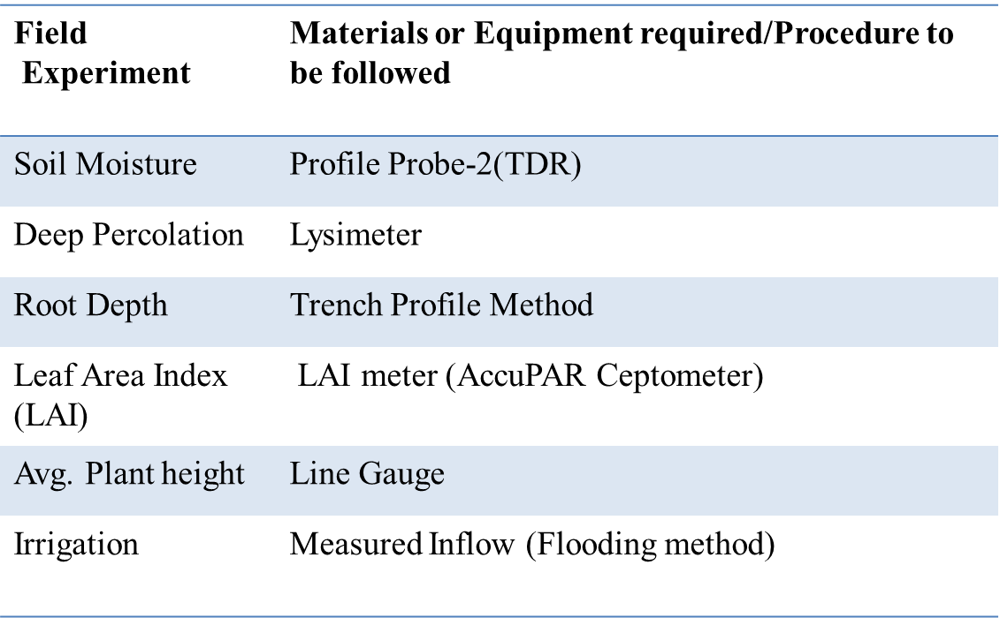 Field Materials or Equipment required/Procedure to
Experiment be followed
Soil Moisture Profile Probe-2(TDR)
Deep Percolation Lysimeter
Root Depth Trench Profile Method
Leaf Area Index LAI meter (AccuPAR Ceptometer)
(LAI)
Avg. Plant height Line Gauge
Irrigation Measured Inflow (Flooding method)